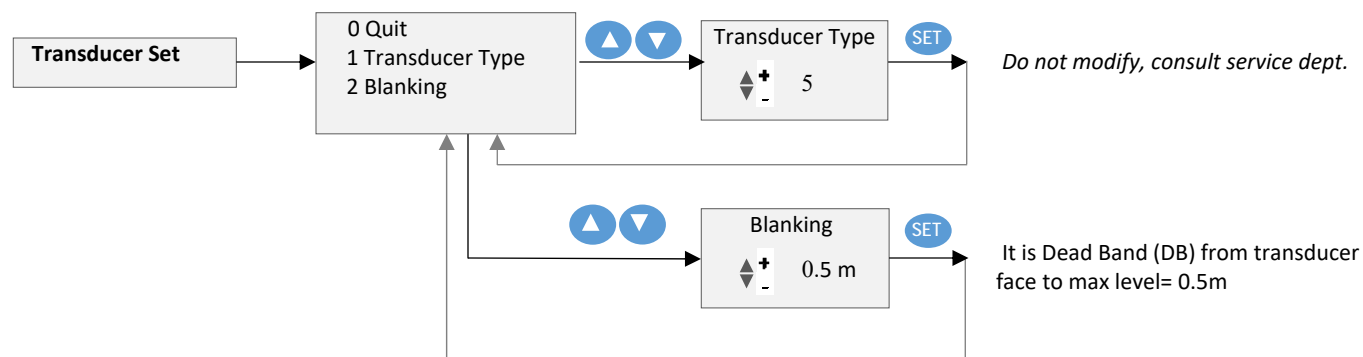 Transducer Set
0 Quit
1 Transducer Type
2 Blanking
Transducer Type
+
-
5
SET
Do not modify, consult service dept.
Blanking
+
-
0.5 m
SET
It is Dead Band (DB) from transducer
face to max level= 0.5m